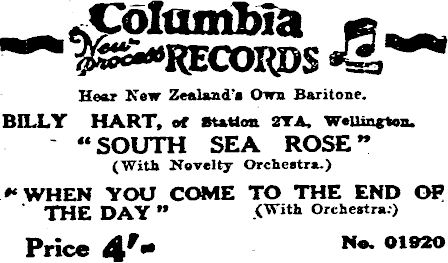 Columbia
New
process RECORDS
Hear New Zealand's Own Baritone.
BILLY HART, of Station 2YA, Wellington.
"SOUTH SEA ROSE"
(With Novelty Orchestra.)
"WHEN YOU COME TO THE END OF
THE DAY" (With Orchestra.)
Price 4/- No. 01920